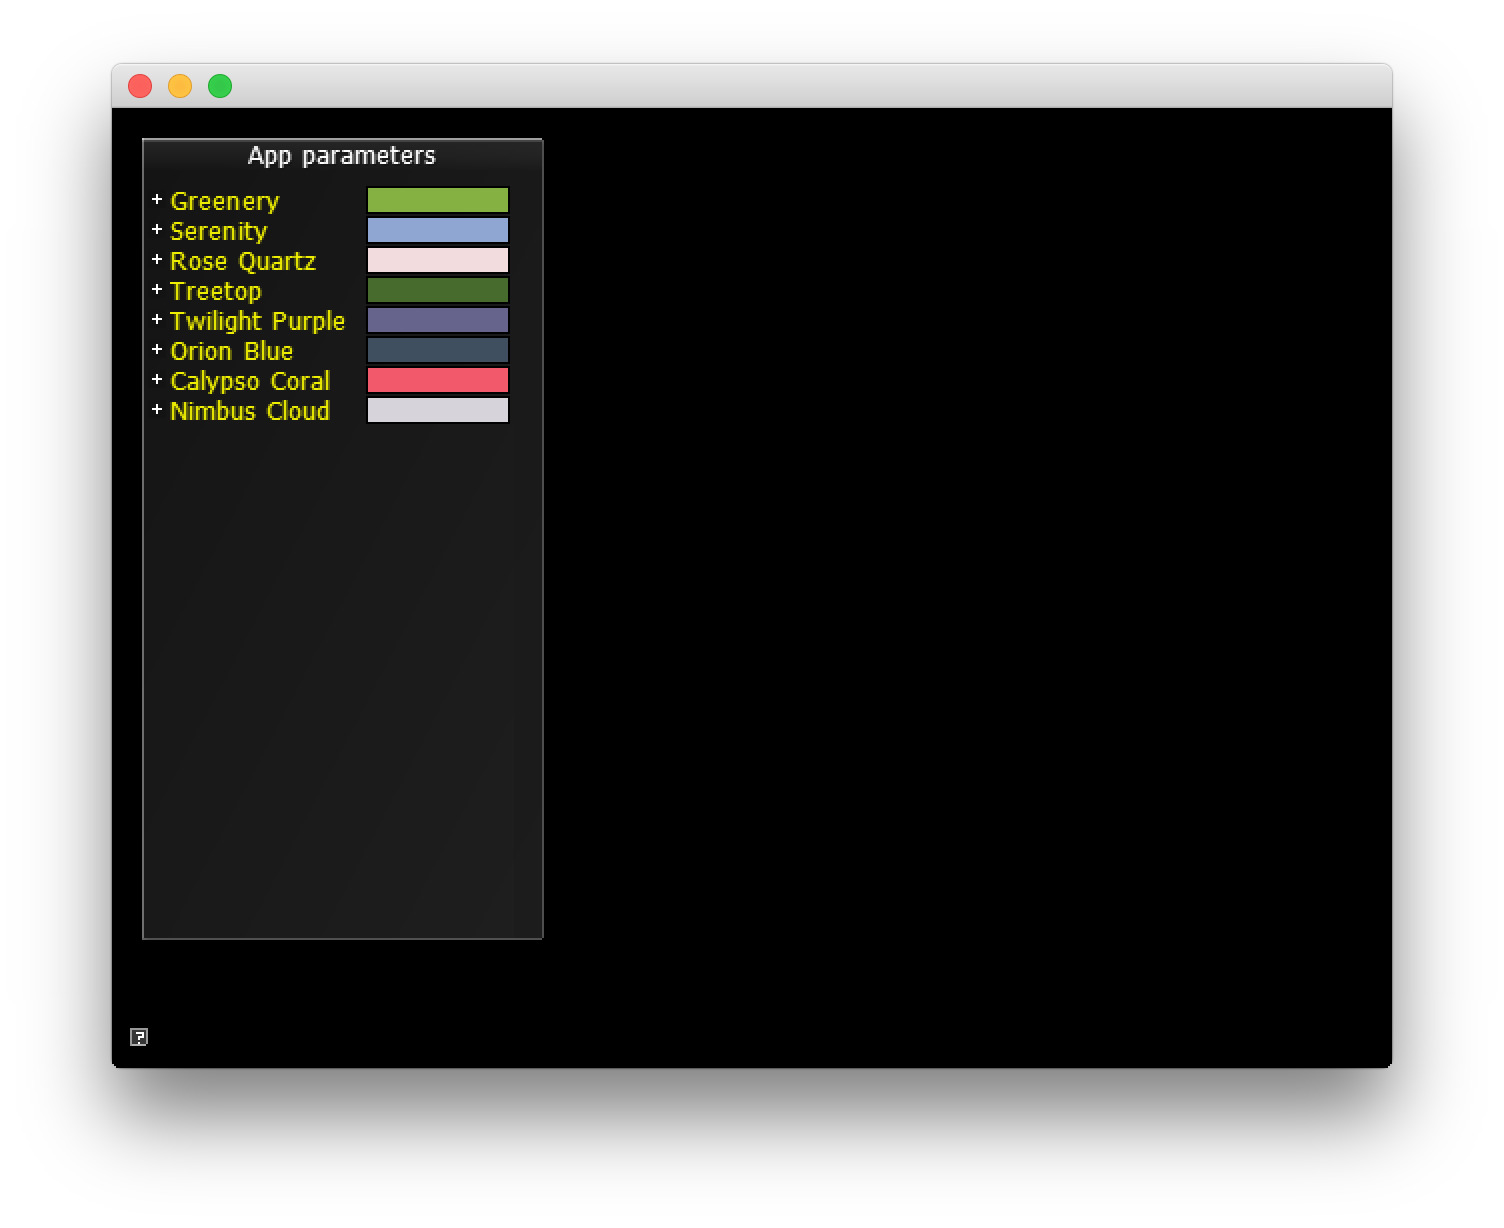 App parameters
+ Greenery
+ Serenity
+ Rose Quartz
+ Treetop
+ Twilight Purple
+ Orion Blue
+ Calypso Coral
+ Nimbus Cloud
?